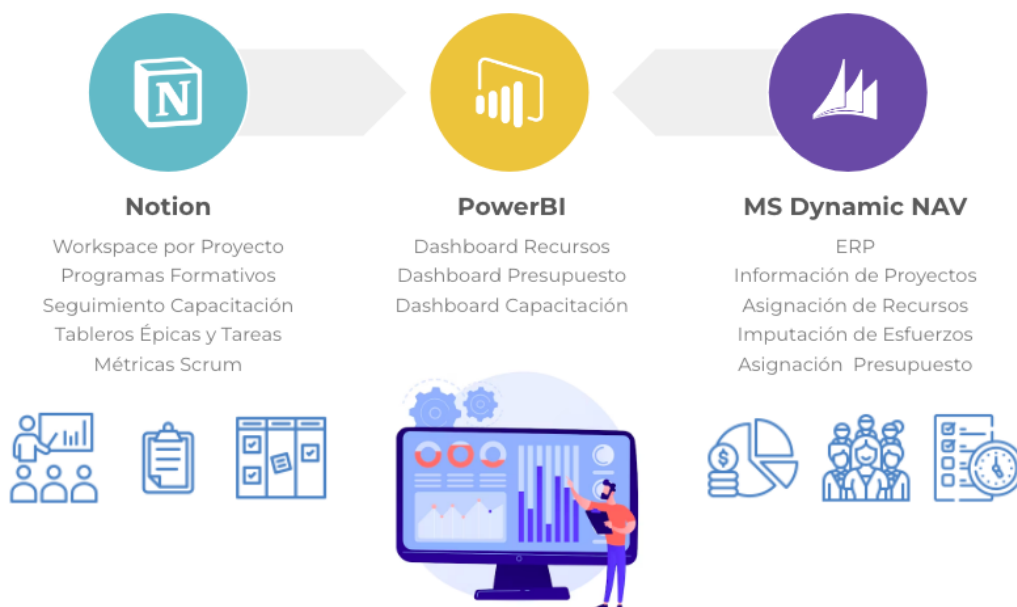 N
Notion
Workspace por Proyecto
Programas Formativos
Seguimiento Capacitación
Tableros Épicas y Tareas
Métricas Scrum
PowerBI
Dashboard Recursos
Dashboard Presupuesto
Dashboard Capacitación
MS Dynamic NAV
ERP
Información de Proyectos
Asignación de Recursos
Imputación de Esfuerzos
Asignación  Presupuesto
$